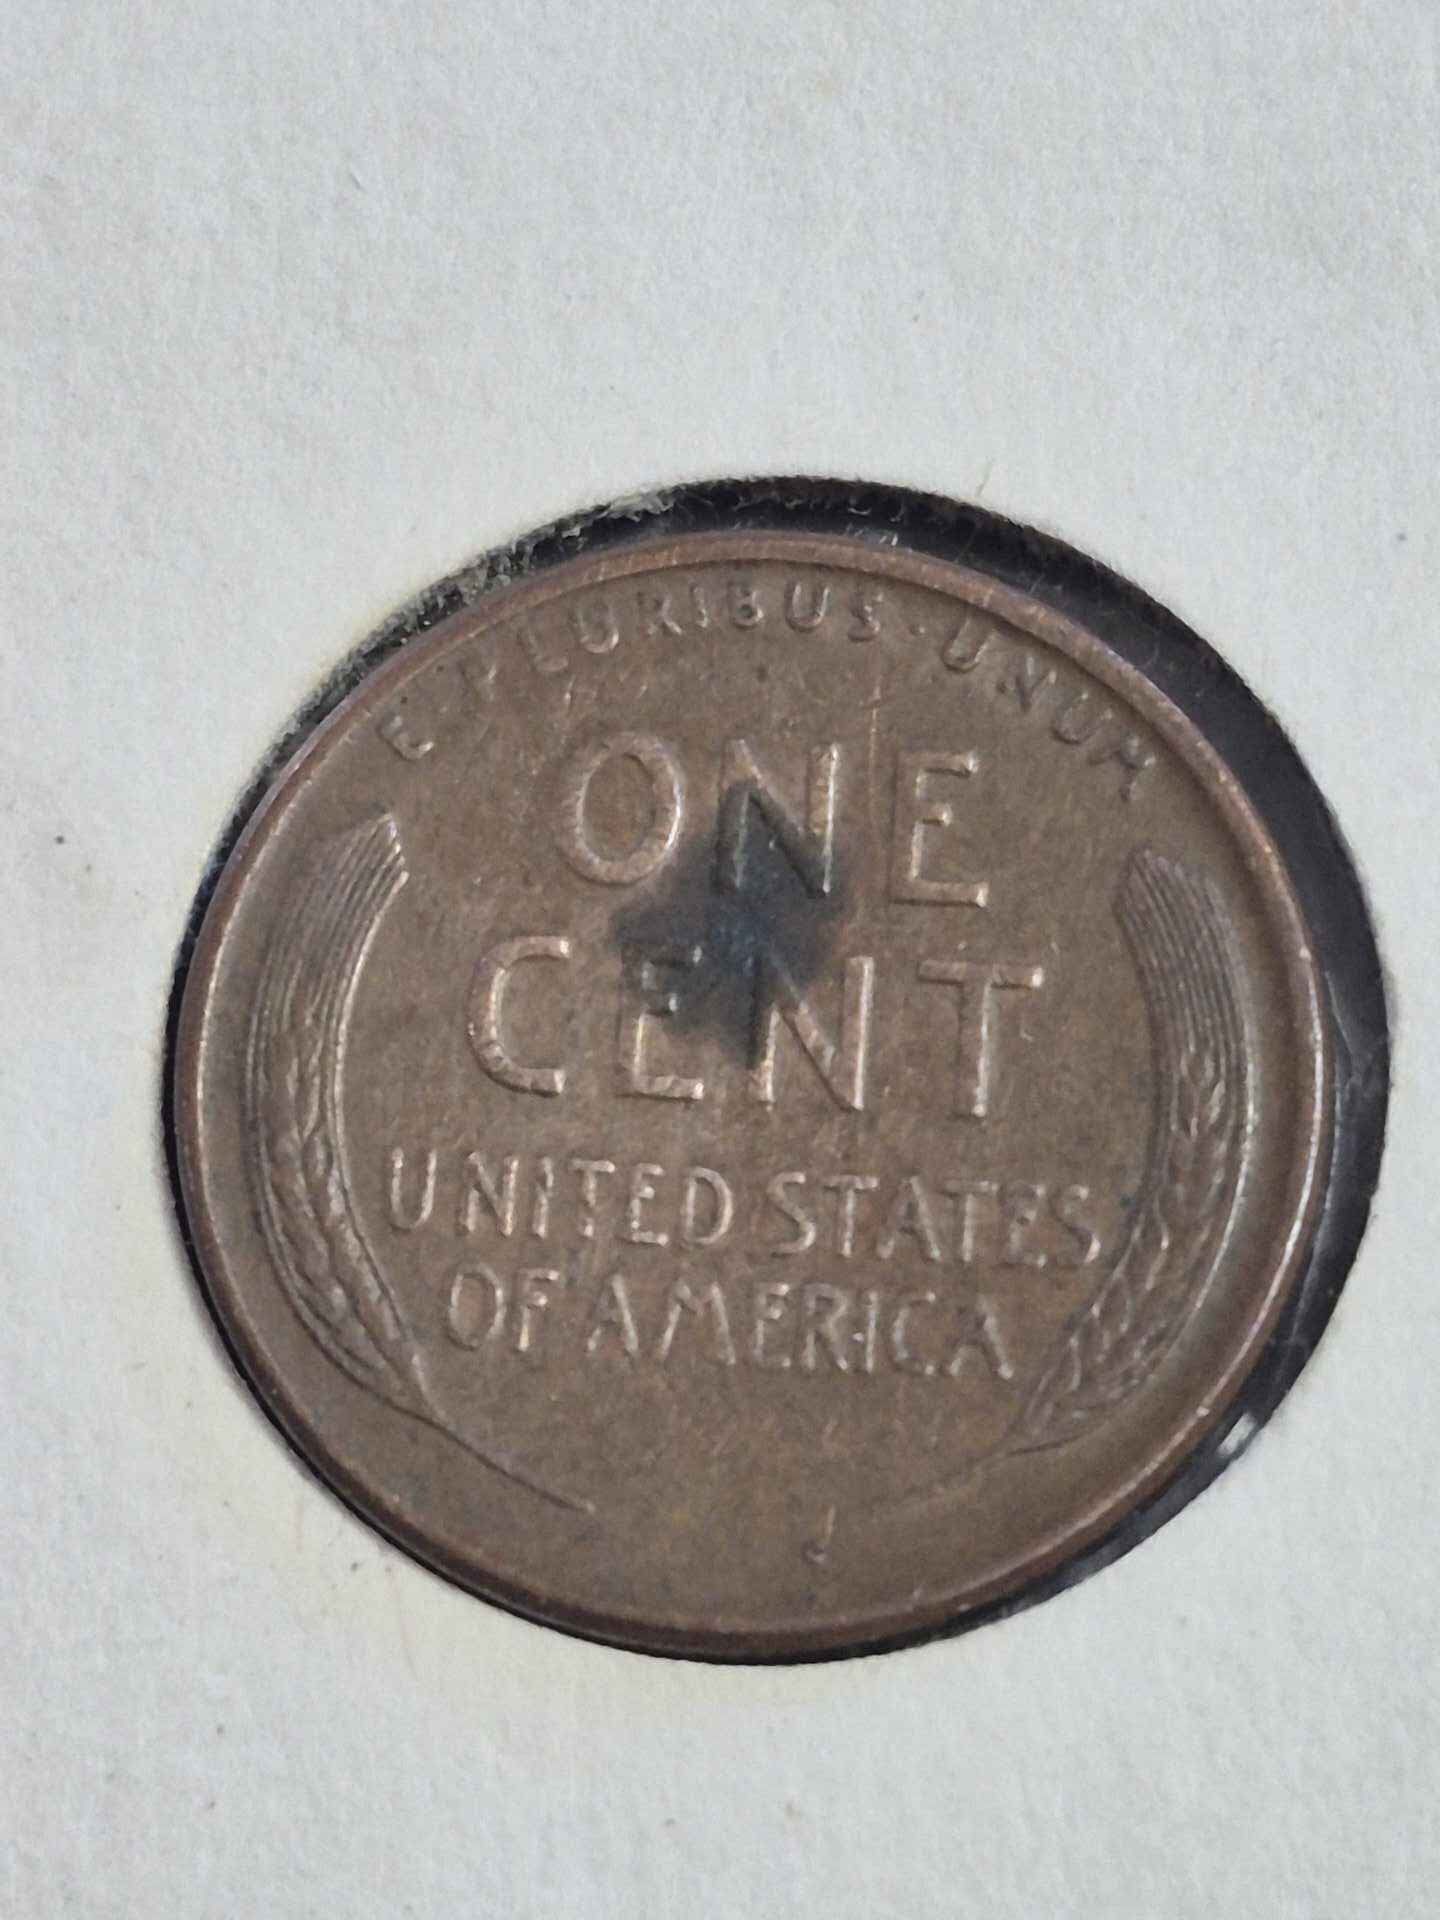 E·PLURIBUS·UNUM
ONE
CENT
UNITED STATES
OF AMERICA